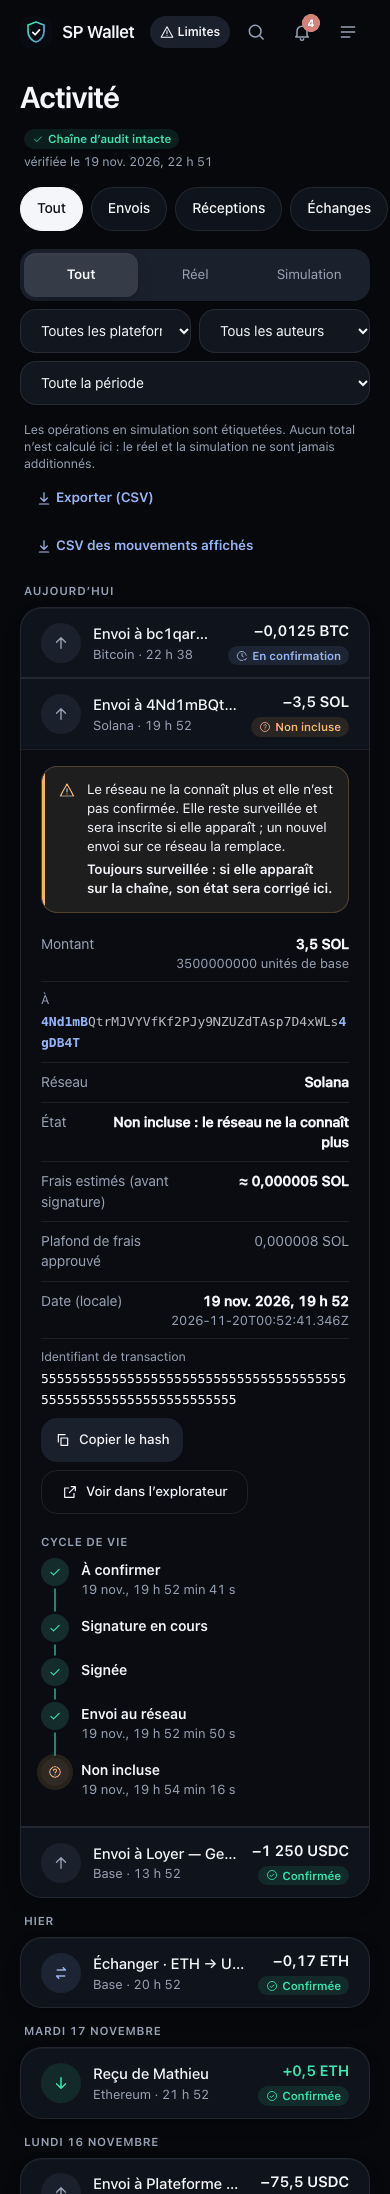 SP Wallet
Limites
4
Activité
Chaîne d'audit intacte
vérifiée le 19 nov. 2026, 22 h 51
Tout
Envois
Réceptions
Échanges
Tout
Réel
Simulation
Toutes les platefor
Tous les auteurs
Toute la période
Les opérations en simulation sont étiquetées. Aucun total
n'est calculé ici : le réel et la simulation ne sont jamais
additionnés.
Exporter (CSV)
CSV des mouvements affichés
AUJOURD'HUI
Envoi à bc1qar...
−0,0125 BTC
Bitcoin · 22 h 38
En confirmation
Envoi à 4Nd1mBQt...
−3,5 SOL
Solana · 19 h 52
Non incluse
Le réseau ne la connaît plus et elle n'est
pas confirmée. Elle reste surveillée et
sera inscrite si elle apparaît ; un nouvel
envoi sur ce réseau la remplace.
Toujours surveillée : si elle apparaît
sur la chaîne, son état sera corrigé ici.
Montant
3,5 SOL
3500000000 unités de base
À
4Nd1mBQtrMJVYVfKf2PJy9NZUZdTAsp7D4xWLs4
gDB4T
Réseau
Solana
État
Non incluse : le réseau ne la connaît
plus
Frais estimés (avant
signature)
≈ 0,000005 SOL
Plafond de frais
approuvé
0,000008 SOL
Date (locale)
19 nov. 2026, 19 h 52
2026-11-20T00:52:41.346Z
Identifiant de transaction
555555555555555555555555555555555555555
5555555555555555555555555
Copier le hash
Voir dans l'explorateur
CYCLE DE VIE
À confirmer
19 nov., 19 h 52 min 41 s
Signature en cours
Signée
Envoi au réseau
19 nov., 19 h 52 min 50 s
Non incluse
19 nov., 19 h 54 min 16 s
Envoi à Loyer — Ge...
−1 250 USDC
Base · 13 h 52
Confirmée
HIER
Échanger · ETH → U...
−0,17 ETH
Base · 20 h 52
Confirmée
MARDI 17 NOVEMBRE
Reçu de Mathieu
+0,5 ETH
Ethereum · 21 h 52
Confirmée
LUNDI 16 NOVEMBRE
Envoi à Plateforme ...
−75,5 USDC